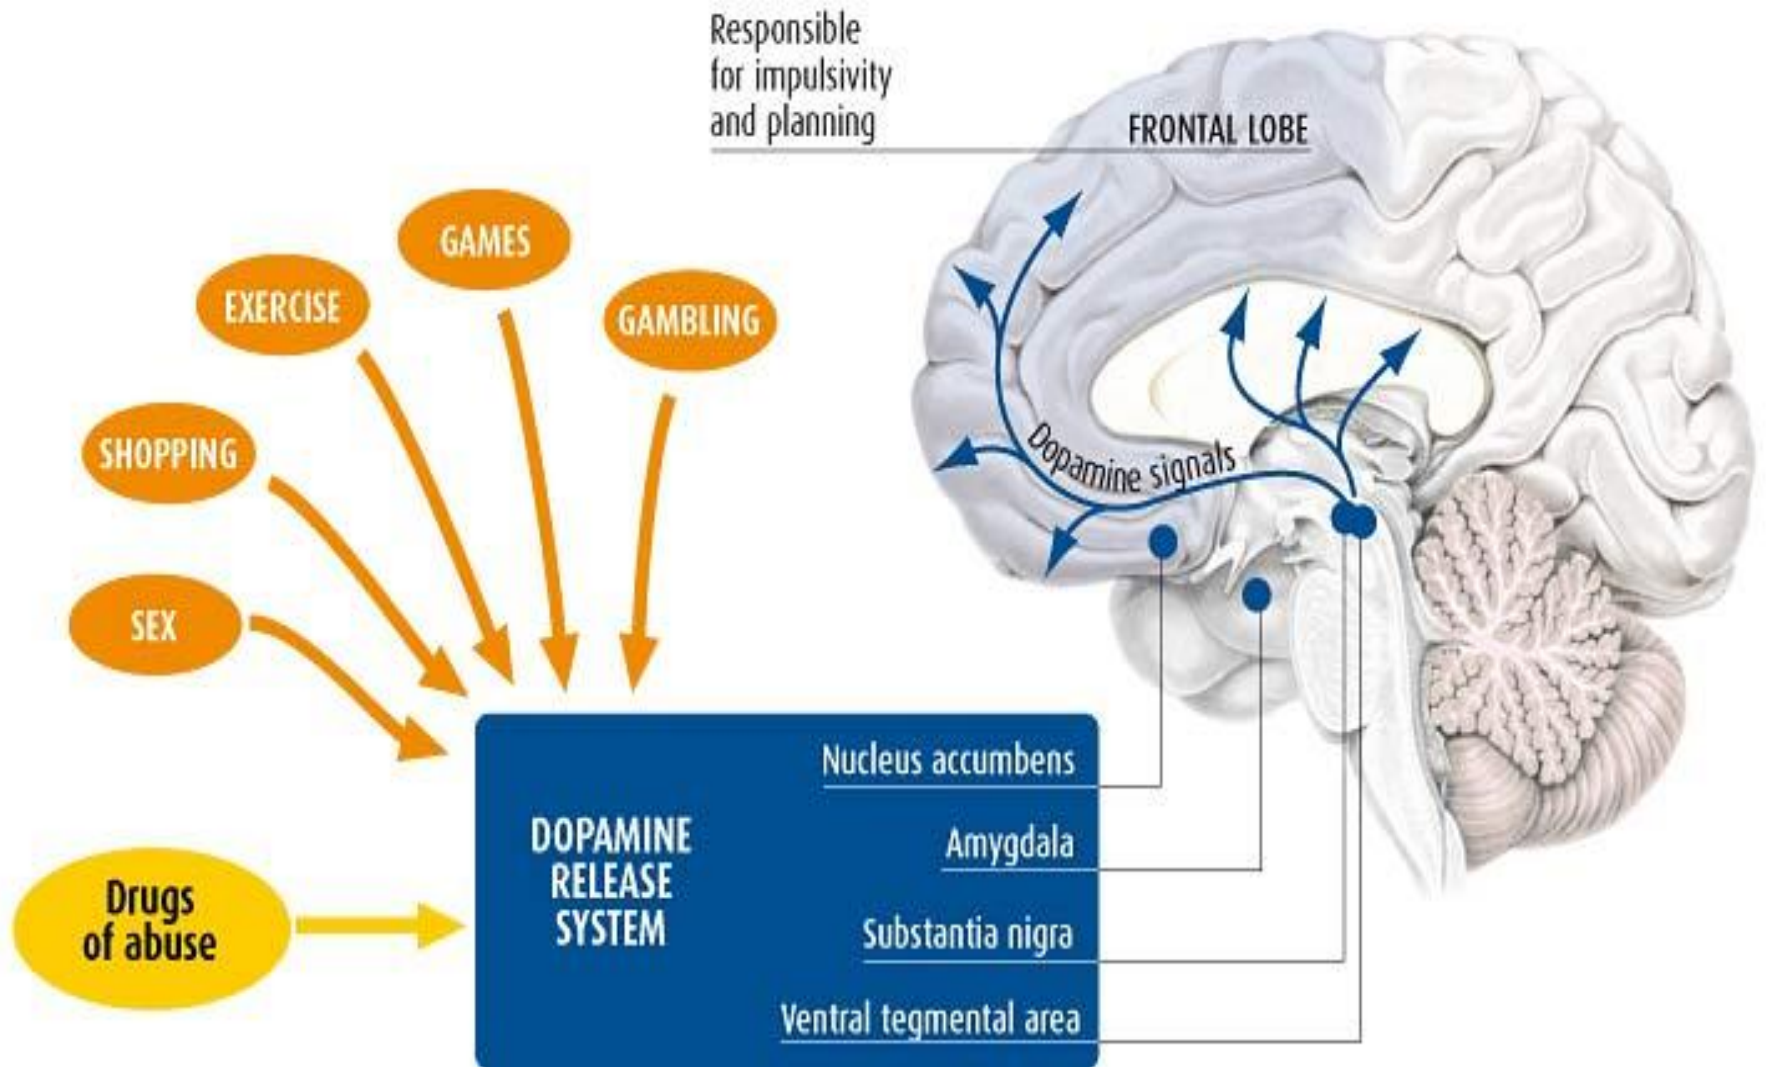 Responsible
for impulsivity
and planning
FRONTAL LOBE
GAMES
EXERCISE
GAMBLING
SHOPPING
Dopamine signals
SEX
Nucleus accumbens
DOPAMINE
RELEASE
SYSTEM
Amygdala
Drugs
of abuse
Substantia nigra
Ventral tegmental area